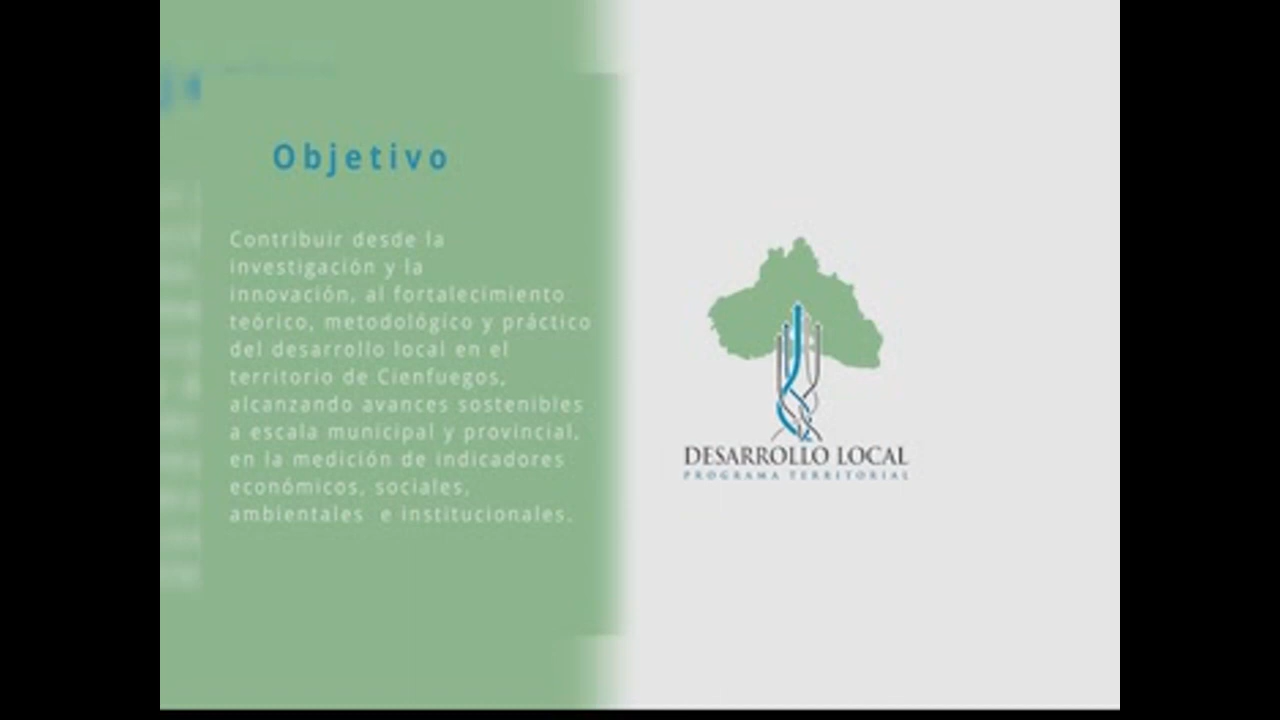 Objetivo
Contribuir desde la
investigación y la
innovación, al fortalecimiento
teórico, metodológico y práctico
del desarrollo local en el
territorio de Cienfuegos,
alcanzando avances sostenibles
a escala municipal y provincial,
en la medición de indicadores
económicos, sociales,
ambientales e institucionales.
DESARROLLO LOCAL
PROGRAMA TERRITORIAL